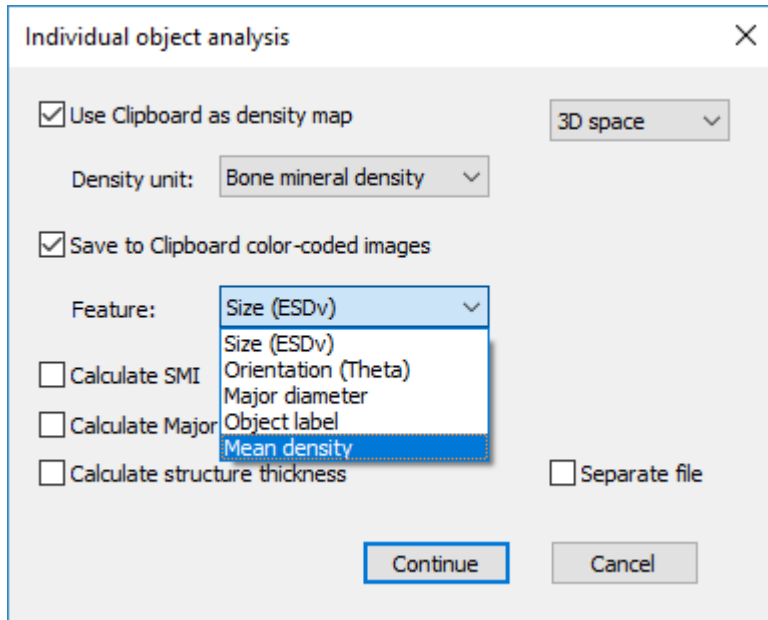 Individual object analysis
Use Clipboard as density map
3D space
Density unit:
Bone mineral density
Save to Clipboard color-coded images
Feature:
Size (ESDv)
Size (ESDv)
Orientation (Theta)
Calculate SMI
Major diameter
Object label
Calculate Major
Mean density
Calculate structure thickness
Separate file
Continue
Cancel